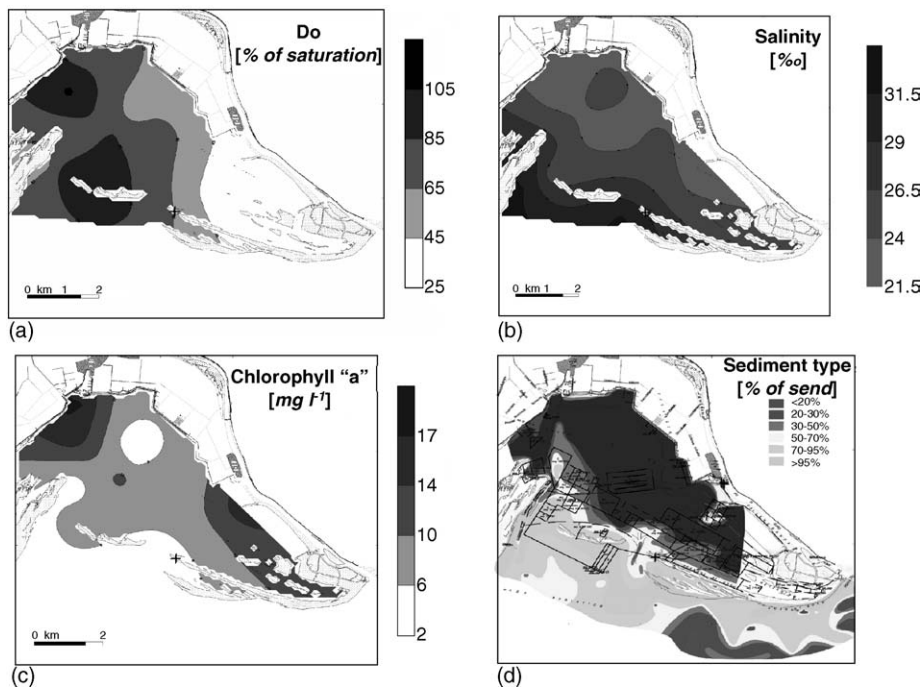 Do
[% of saturation]
105
85
65
45
25
0 km 1 2
(a)
Salinity
[‰]
31.5
29
26.5
24
21.5
0 km 1 2
(b)
Chlorophyll “a”
[mg l-1]
17
14
10
6
2
0 km 2
(c)
Sediment type
[% of send]
<20%
20-30%
30-50%
50-70%
70-95%
>95%
(d)